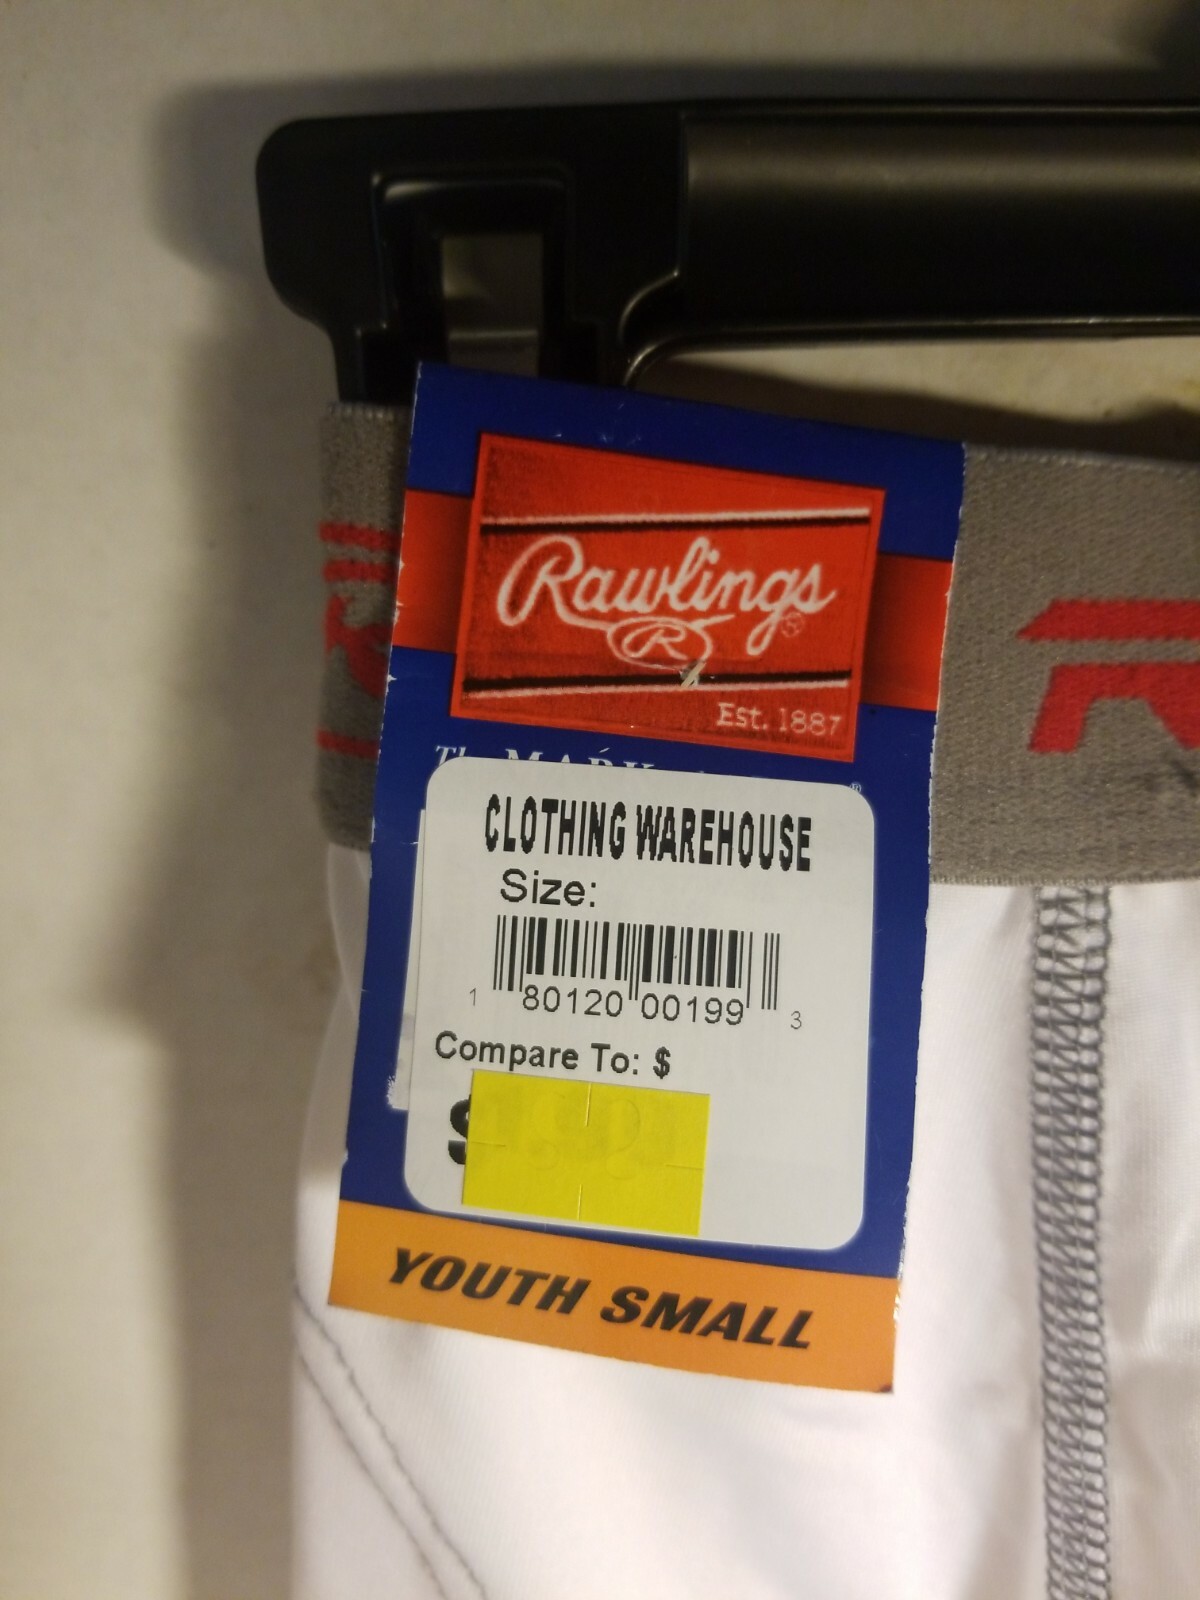 Rawlings®
R
Est. 1887
CLOTHING WAREHOUSE
Size:
1 80120 00199 3
Compare To: $
$
YOUTH SMALL